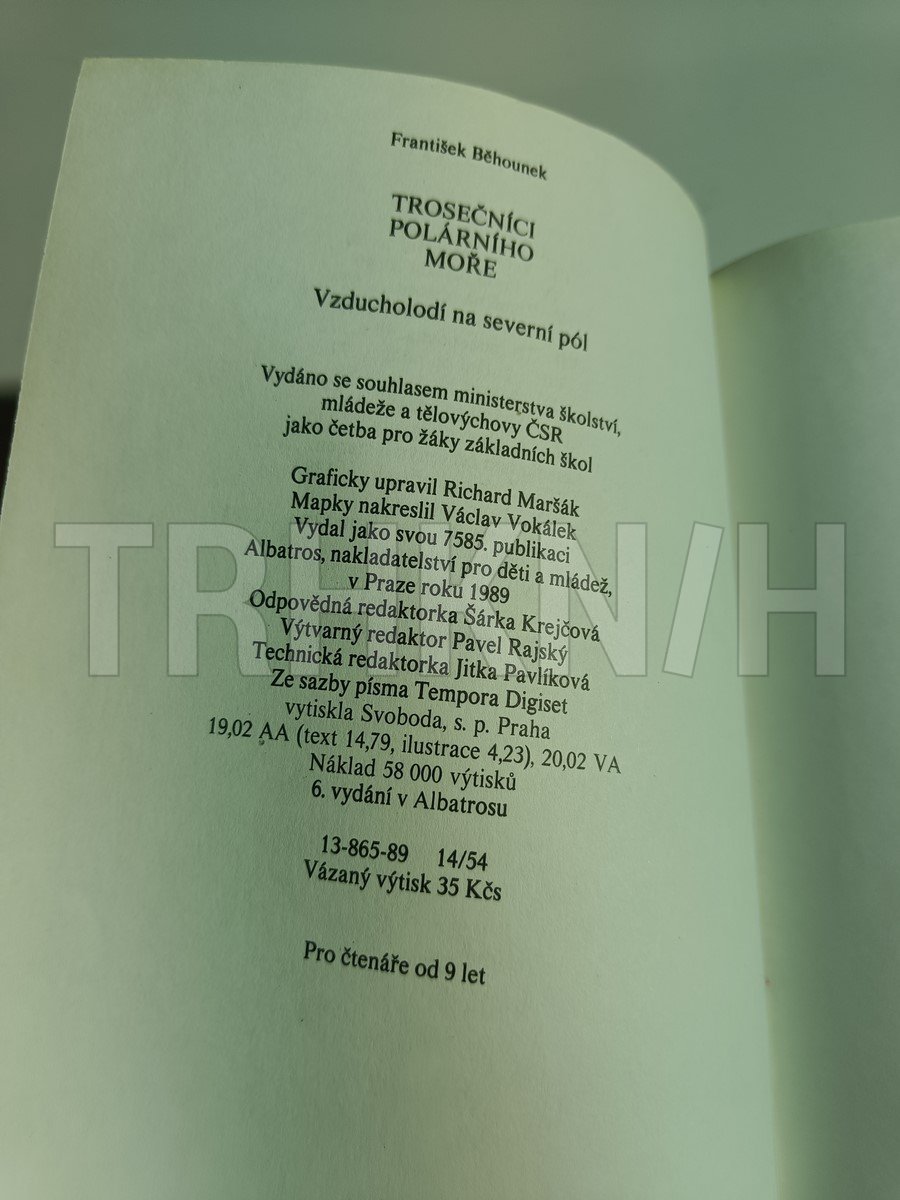 František Běhounek
TROSEČNÍCI
POLÁRNÍHO
MOŘE
Vzducholodí na severní pól
Vydáno se souhlasem ministerstva školství,
mládeže a tělovýchovy ČSR
jako četba pro žáky základních škol
Graficky upravil Richard Maršák
Mapky nakreslil Václav Vokálek
Vydal jako svou 7585. publikaci
Albatros, nakladatelství pro děti a mládež,
v Praze roku 1989
Odpovědná redaktorka Šárka Krejčová
Výtvarný redaktor Pavel Rajský
Technická redaktorka Jitka Pavlíková
Ze sazby písma Tempora Digiset
vytiskla Svoboda, s. p. Praha
19,02 AA (text 14,79, ilustrace 4,23), 20,02 VA
Náklad 58 000 výtisků
6. vydání v Albatrosu
13-865-89 14/54
Vázaný výtisk 35 Kčs
Pro čtenáře od 9 let